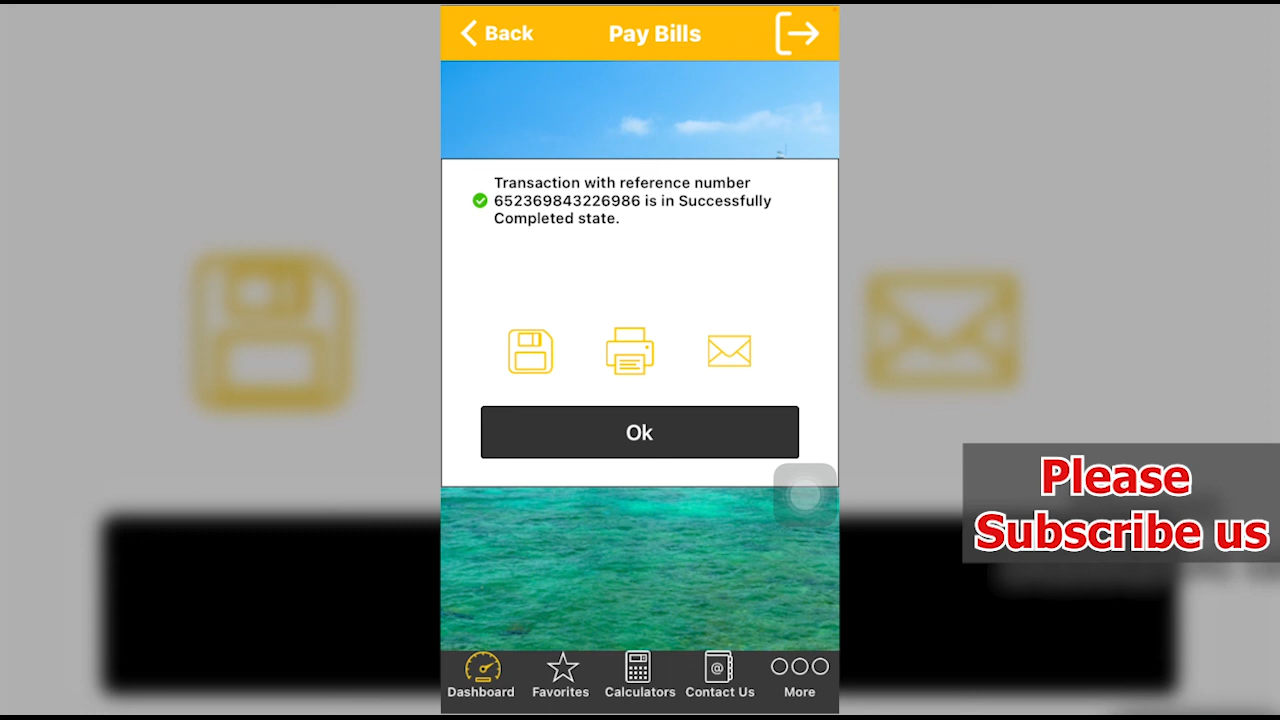 Back
Pay Bills
Transaction with reference number
652369843226986 is in Successfully
Completed state.
Ok
Please
Subscribe us
Dashboard
Favorites
Calculators
Contact Us
More